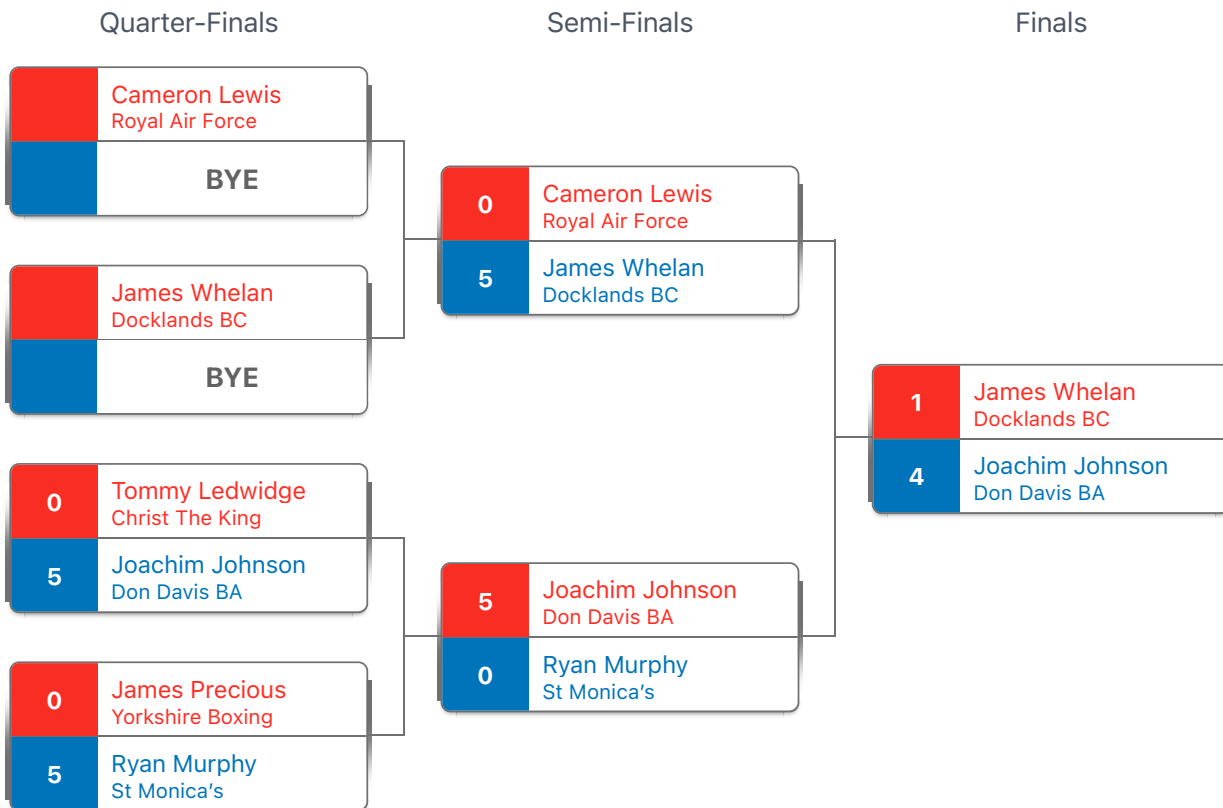 Quarter-Finals
Semi-Finals
Finals
Cameron Lewis
Royal Air Force
BYE
James Whelan
Docklands BC
BYE
0
Tommy Ledwidge
Christ The King
5
Joachim Johnson
Don Davis BA
0
James Precious
Yorkshire Boxing
5
Ryan Murphy
St Monica's
0
Cameron Lewis
Royal Air Force
5
James Whelan
Docklands BC
5
Joachim Johnson
Don Davis BA
0
Ryan Murphy
St Monica’s
1
James Whelan
Docklands BC
4
Joachim Johnson
Don Davis BA